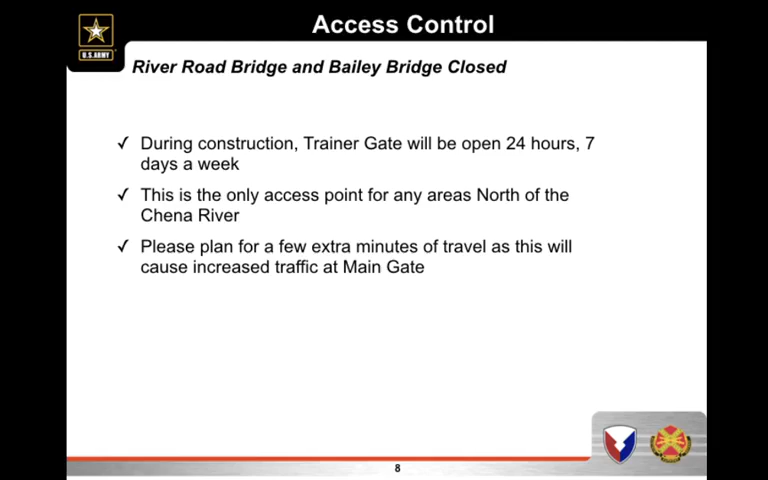 Access Control
U.S.ARMY
River Road Bridge and Bailey Bridge Closed
✓ During construction, Trainer Gate will be open 24 hours, 7
days a week
✓ This is the only access point for any areas North of the
Chena River
✓ Please plan for a few extra minutes of travel as this will
cause increased traffic at Main Gate
8